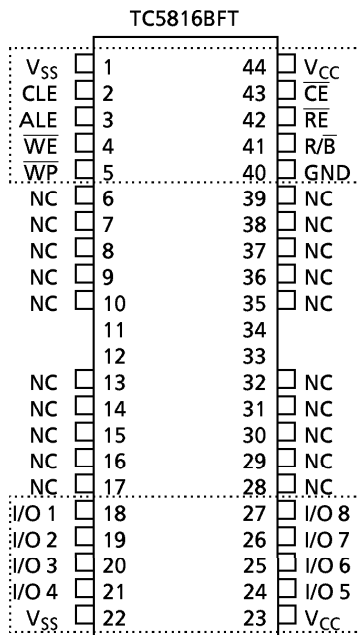 TC5816BFT
VSS 1 44 VCC
CLE 2 43 C̅E̅
ALE 3 42 R̅E̅
W̅E̅ 4 41 R/B̅
W̅P̅ 5 40 GND
NC 6 39 NC
NC 7 38 NC
NC 8 37 NC
NC 9 36 NC
NC 10 35 NC
11 34
12 33
NC 13 32 NC
NC 14 31 NC
NC 15 30 NC
NC 16 29 NC
NC 17 28 NC
I/O 1 18 27 I/O 8
I/O 2 19 26 I/O 7
I/O 3 20 25 I/O 6
I/O 4 21 24 I/O 5
VSS 22 23 VCC